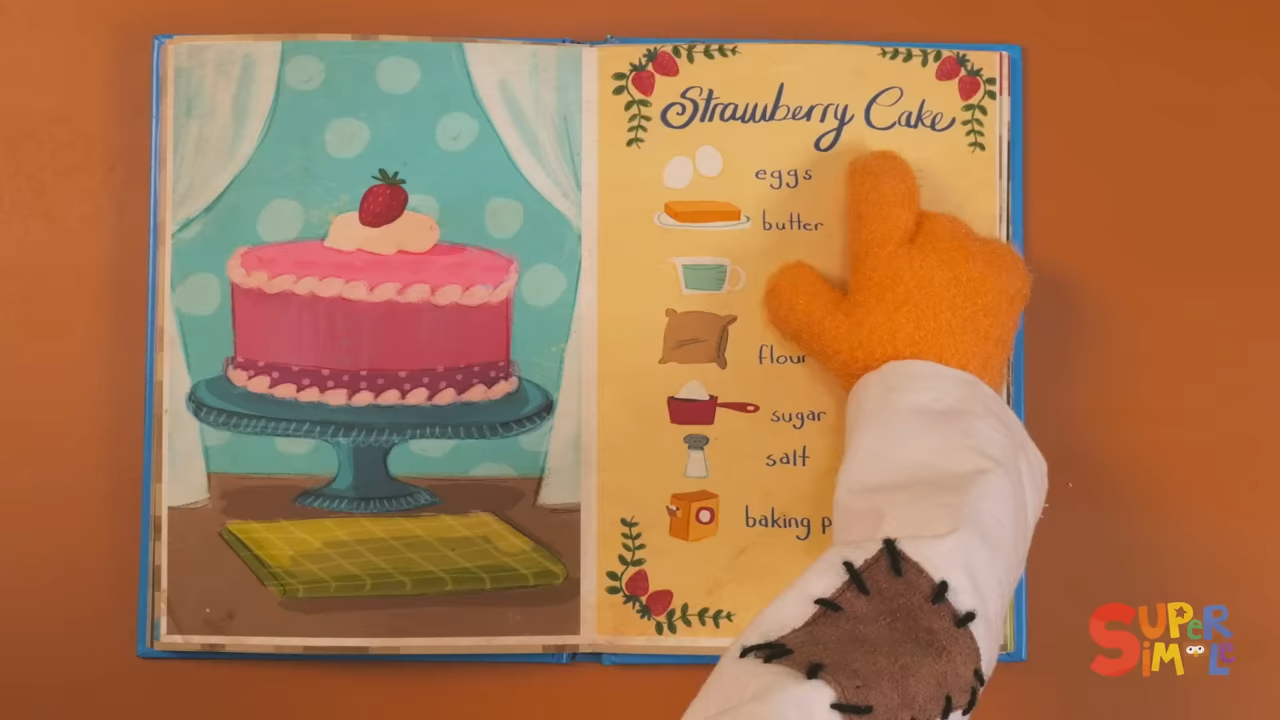 Strawberry Cake
eggs
butter
flour
sugar
salt
baking p
SUPER
SiMPLE